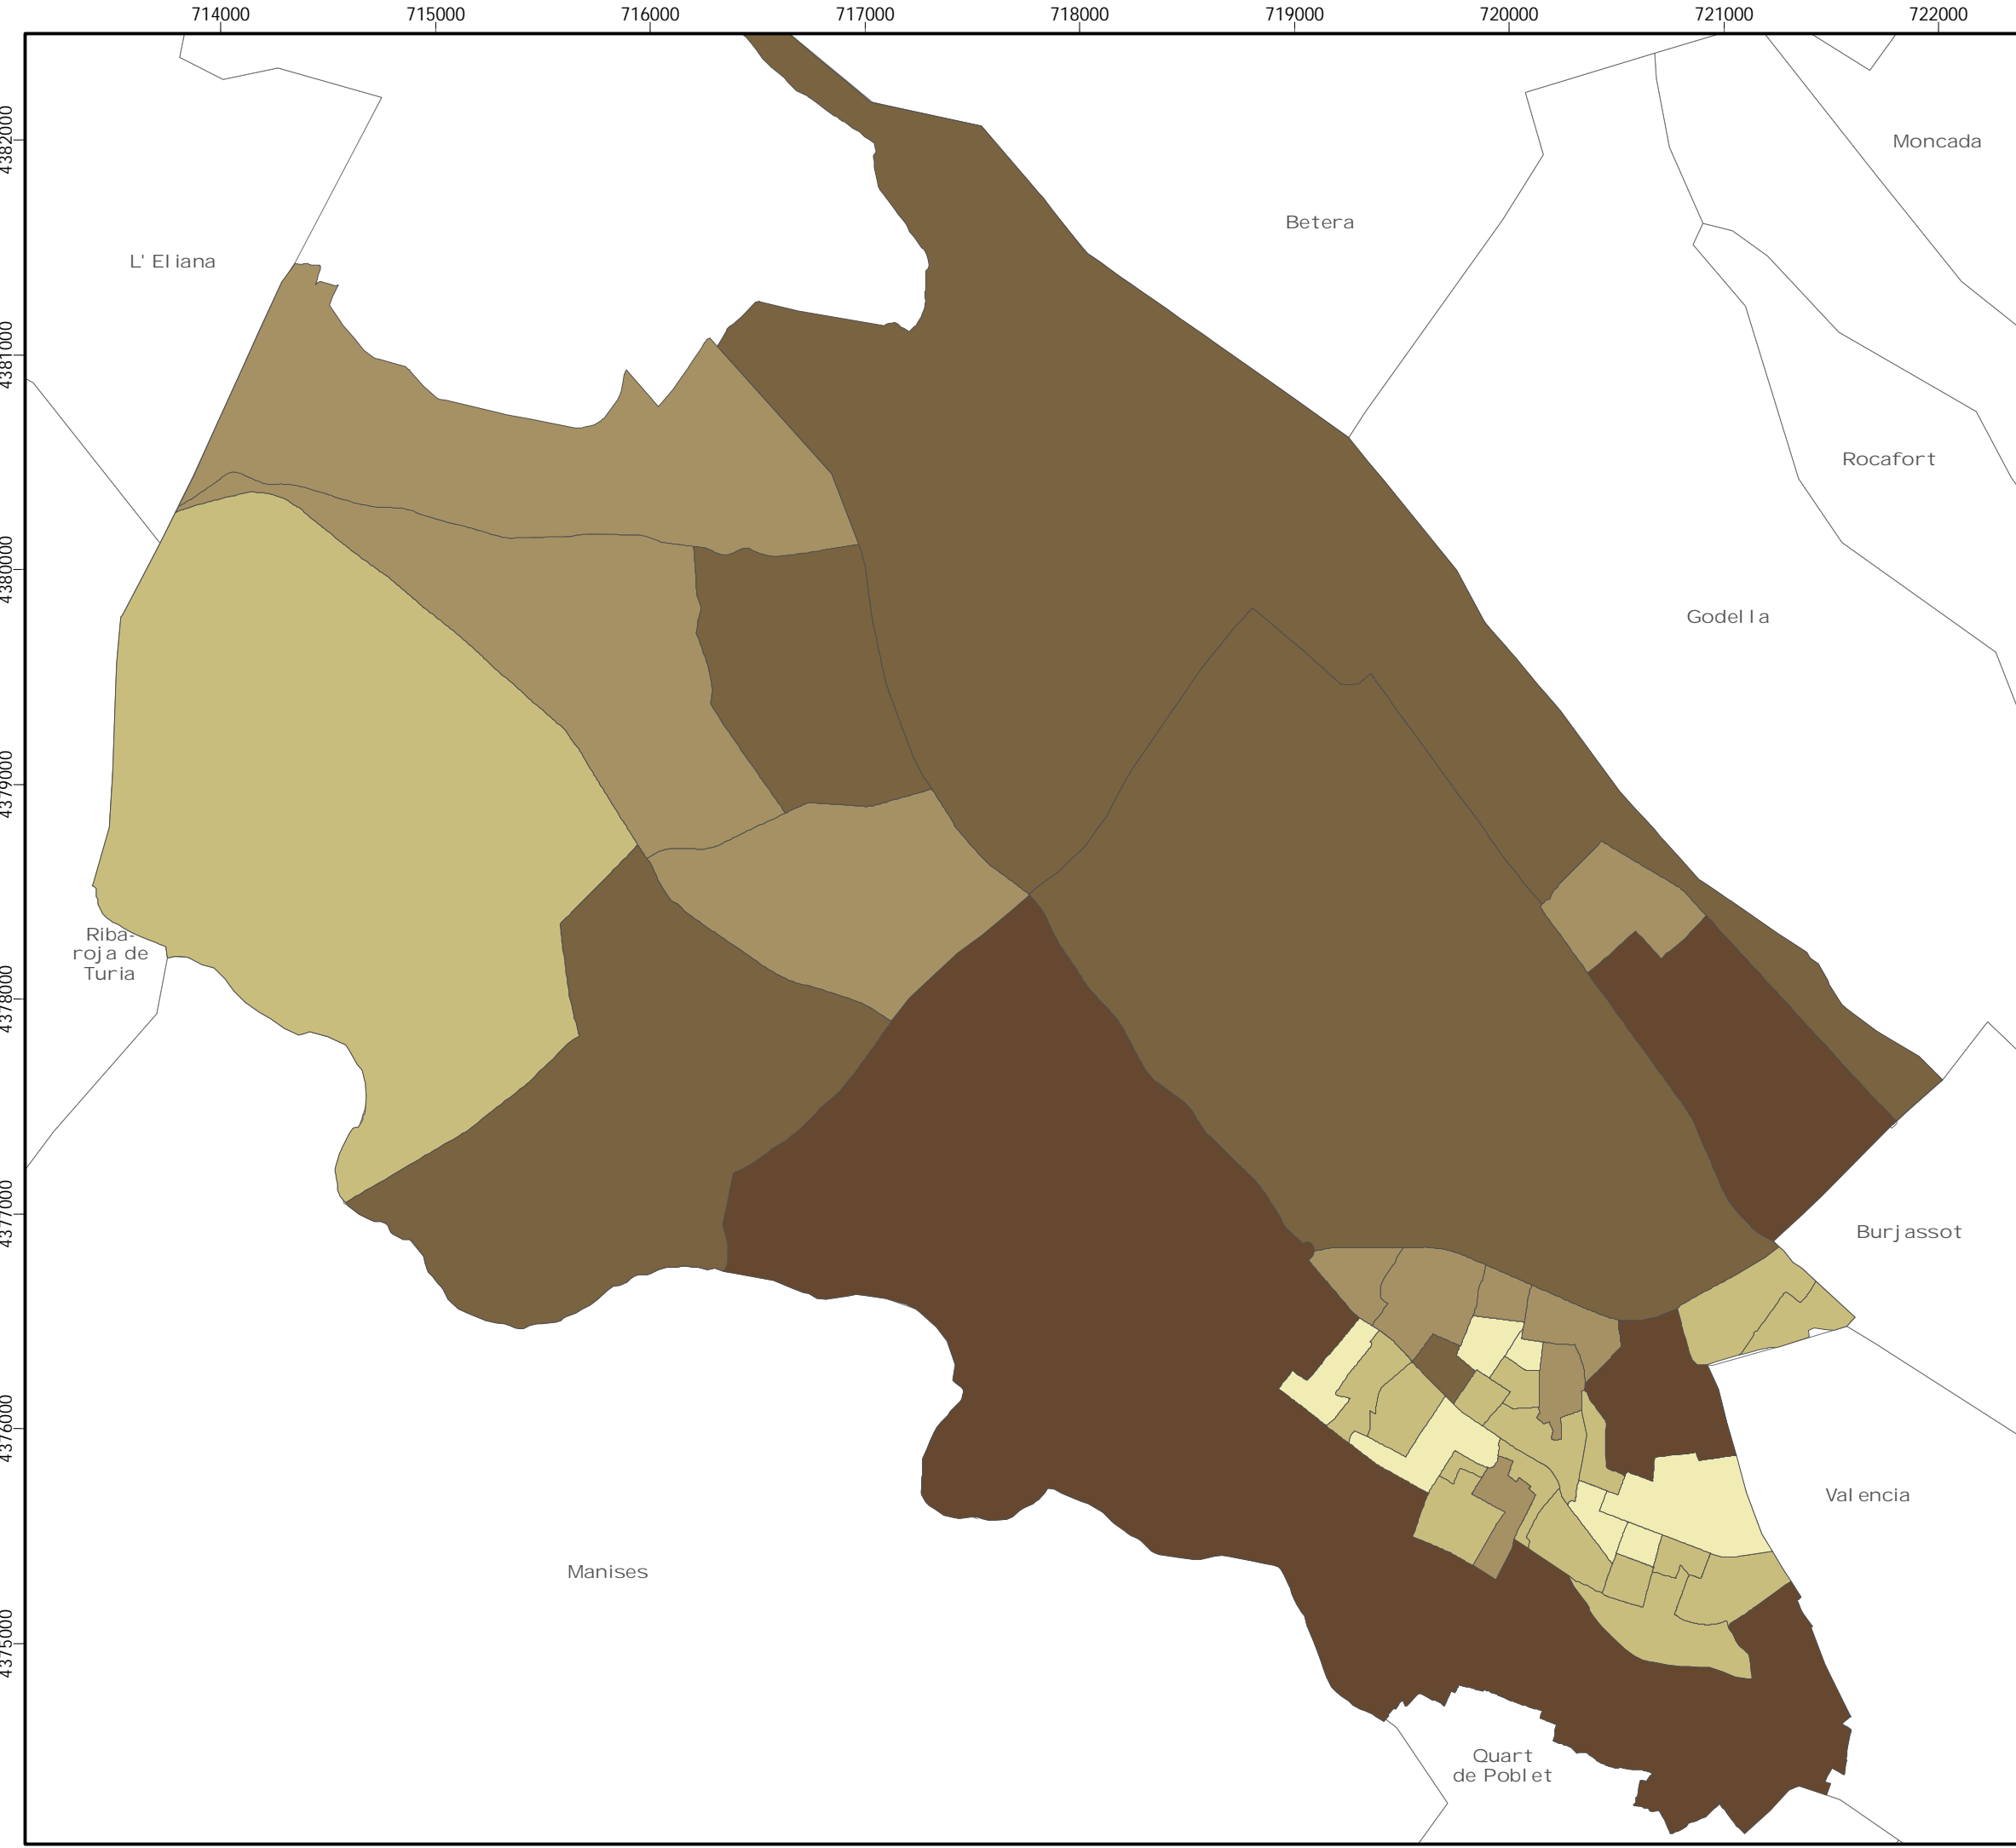 714000 715000 716000 717000 718000 719000 720000 721000 722000
4382000
4381000
4380000
4379000
4378000
4377000
4376000
4375000
Moncada
Betera
L' Eliana
Rocafort
Godella
Riba-
roja de
Turia
Burjassot
Valencia
Manises
Quart
de Poblet